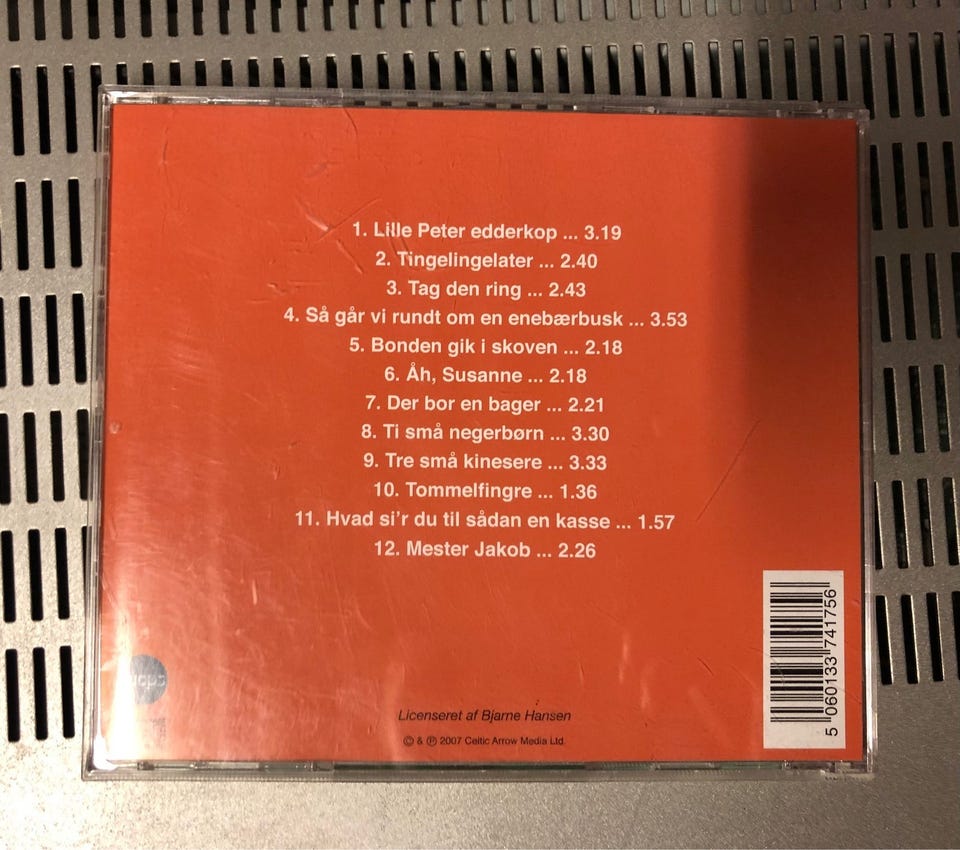 1. Lille Peter edderkop ... 3.19
2. Tingelingelater ... 2.40
3. Tag den ring ... 2.43
4. Så går vi rundt om en enebærbusk ... 3.53
5. Bonden gik i skoven ... 2.18
6. Åh, Susanne ... 2.18
7. Der bor en bager ... 2.21
8. Ti små negerbørn ... 3.30
9. Tre små kinesere ... 3.33
10. Tommelfingre ... 1.36
11. Hvad si'r du til sådan en kasse ... 1.57
12. Mester Jakob ... 2.26
Licenseret af Bjarne Hansen
© & ℗ 2007 Celtic Arrow Media Ltd.
5 060133 741756